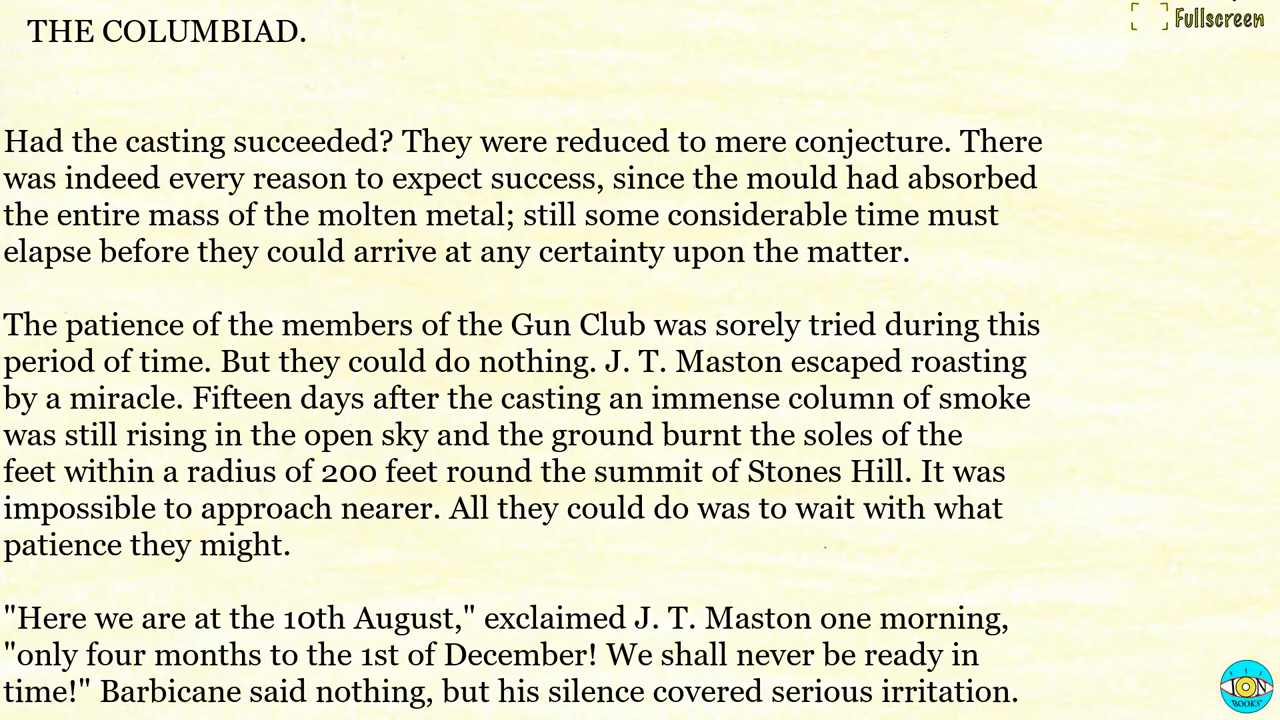 THE COLUMBIAD.
Fullscreen
Had the casting succeeded? They were reduced to mere conjecture. There
was indeed every reason to expect success, since the mould had absorbed
the entire mass of the molten metal; still some considerable time must
elapse before they could arrive at any certainty upon the matter.
The patience of the members of the Gun Club was sorely tried during this
period of time. But they could do nothing. J. T. Maston escaped roasting
by a miracle. Fifteen days after the casting an immense column of smoke
was still rising in the open sky and the ground burnt the soles of the
feet within a radius of 200 feet round the summit of Stones Hill. It was
impossible to approach nearer. All they could do was to wait with what
patience they might.
"Here we are at the 10th August," exclaimed J. T. Maston one morning,
"only four months to the 1st of December! We shall never be ready in
time!" Barbicane said nothing, but his silence covered serious irritation.
ION
BOOKS